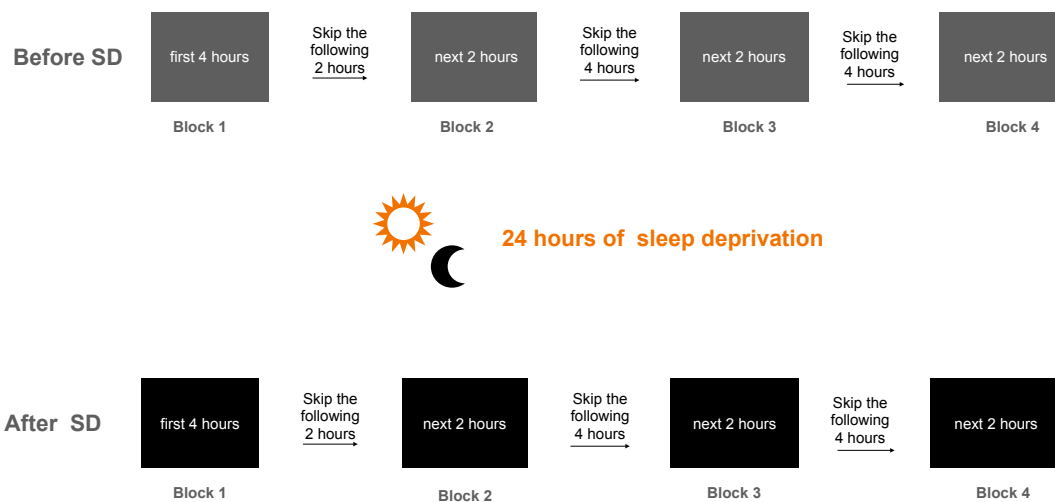 Before SD
first 4 hours
Skip the
following
2 hours
next 2 hours
Skip the
following
4 hours
next 2 hours
Skip the
following
4 hours
next 2 hours
Block 1
Block 2
Block 3
Block 4
24 hours of  sleep deprivation
After  SD
first 4 hours
Skip the
following
2 hours
next 2 hours
Skip the
following
4 hours
next 2 hours
Skip the
following
4 hours
next 2 hours
Block 1
Block 2
Block 3
Block 4